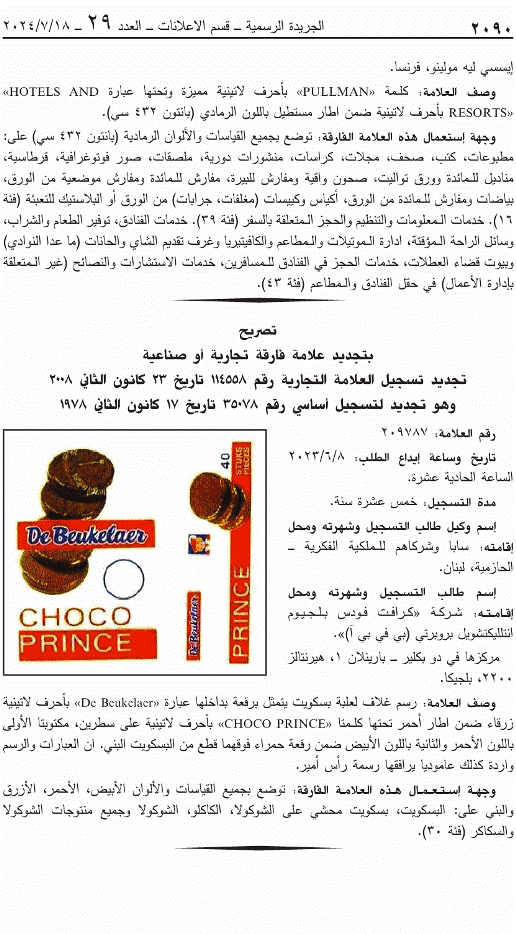 ٢٠٩٠
الجريدة الرسمية ــ قسم الاعلانات ــ العدد ٢٩ ــ ٢٠٢٤/٧/١٨
إيسسي ليه مولينو، فرنسا.
وصف العلامة: كلمة «PULLMAN» بأحرف لاتينية مميزة وتحتها عبارة «HOTELS AND
RESORTS» بأحرف لاتينية ضمن اطار مستطيل باللون الرمادي (بانتون ٤٣٢ سي).
وجهة إستعمال هذه العلامة الفارقة: توضع بجميع القياسات والألوان الرمادية (بانتون ٤٣٢ سي) على:
مطبوعات، كتب، صحف، مجلات، كراسات، منشورات دورية، ملصقات، صور فوتوغرافية، قرطاسية،
مناديل للمائدة وورق تواليت، صحون واقية ومفارش للبيرة، مفارش للمائدة ومفارش موضعية من الورق،
بياضات ومفارش للمائدة من الورق، أكياس وكييسات (مغلفات، جرابات) من الورق أو البلاستيك للتعبئة (فئة
١٦). خدمات المعلومات والتنظيم والحجز المتعلقة بالسفر (فئة ٣٩). خدمات الفنادق، توفير الطعام والشراب،
وسائل الراحة المؤقتة، ادارة الموتيلات والمطاعم والكافيتيريا وغرف تقديم الشاي والحانات (ما عدا النوادي)
وبيوت قضاء العطلات، خدمات الحجز في الفنادق للمسافرين، خدمات الاستشارات والنصائح (غير المتعلقة
بإدارة الأعمال) في حقل الفنادق والمطاعم (فئة ٤٣).
تصريح
بتجديد علامة فارقة تجارية أو صناعية
تجديد تسجيل العلامة التجارية رقم ١١٤٥٥٨ تاريخ ٢٣ كانون الثاني ٢٠٠٨
وهو تجديد لتسجيل أساسي رقم ٣٥٠٧٨ تاريخ ١٧ كانون الثاني ١٩٧٨
رقم العلامة: ٢٠٩٧٨٧
تاريخ وساعة إيداع الطلب: ٢٠٢٣/٦/٨
الساعة الحادية عشرة.
مدة التسجيل: خمس عشرة سنة.
إسم وكيل طالب التسجيل وشهرته ومحل
إقامته: سابا وشركاهم للملكية الفكرية ــ
الحازمية، لبنان.
إسم طالب التسجيل وشهرته ومحل
إقامته: شركة «كرافت فودس بلجيوم
انتلليكتشويل بروبرتي (بي في بي آ)».
مركزها في دو بكلير ــ بارينلان ١، هيرنتالز
٢٢٠٠، بلجيكا.
40
STUKS
PIECES
De Beukelaer
CHOCO
PRINCE
De Beukelaer
PRINCE
وصف العلامة: رسم غلاف لعلبة بسكويت يتمثل برقعة بداخلها عبارة «De Beukelaer» بأحرف لاتينية
زرقاء ضمن اطار أحمر تحتها كلمتا «CHOCO PRINCE» بأحرف لاتينية على سطرين، مكتوبتا الأولى
باللون الأحمر والثانية باللون الأبيض ضمن رقعة حمراء فوقهما قطع من البسكويت البني. ان العبارات والرسم
واردة كذلك عاموديا يرافقها رسمة رأس أمير.
وجهة إستعمال هذه العلامة الفارقة: توضع بجميع القياسات والألوان الأبيض، الأحمر، الأزرق
والبني على: البسكويت، بسكويت محشي على الشوكولا، الكاكاو، الشوكولا وجميع منتوجات الشوكولا
والسكاكر (فئة ٣٠).